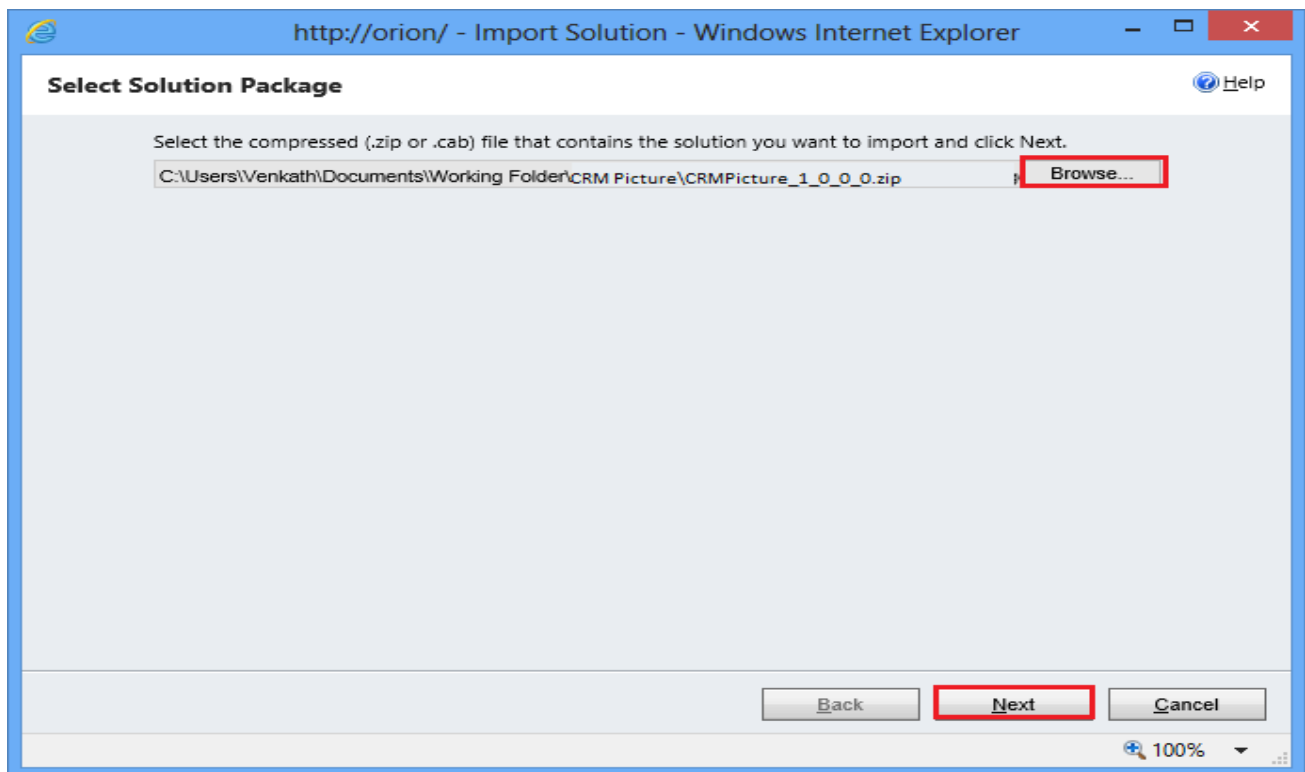 http://orion/ - Import Solution - Windows Internet Explorer
Select Solution Package
Help
Select the compressed (.zip or .cab) file that contains the solution you want to import and click Next.
C:\Users\Venkath\Documents\Working Folder\CRM Picture\CRMPicture_1_0_0_0.zip
Browse...
Back
Next
Cancel
100%